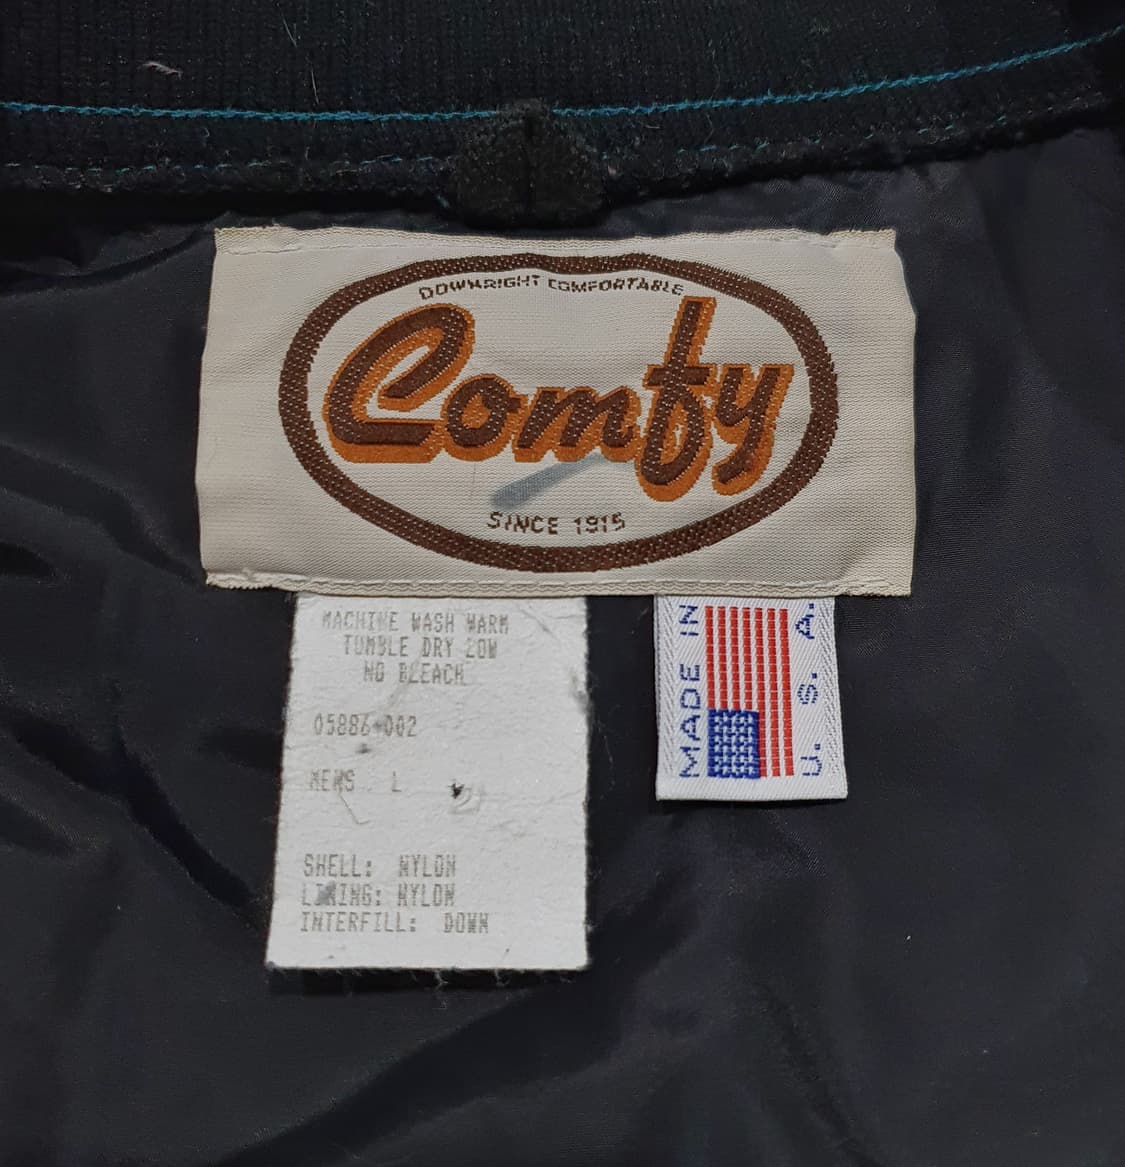 DOWNRIGHT COMFORTABLE
Comfy
SINCE 1915
MACHINE WASH WARM
TUMBLE DRY LOW
NO BLEACH
05886-002
MENS L
SHELL: NYLON
LINING: NYLON
INTERFILL: DOWN
MADE IN
U. S. A.